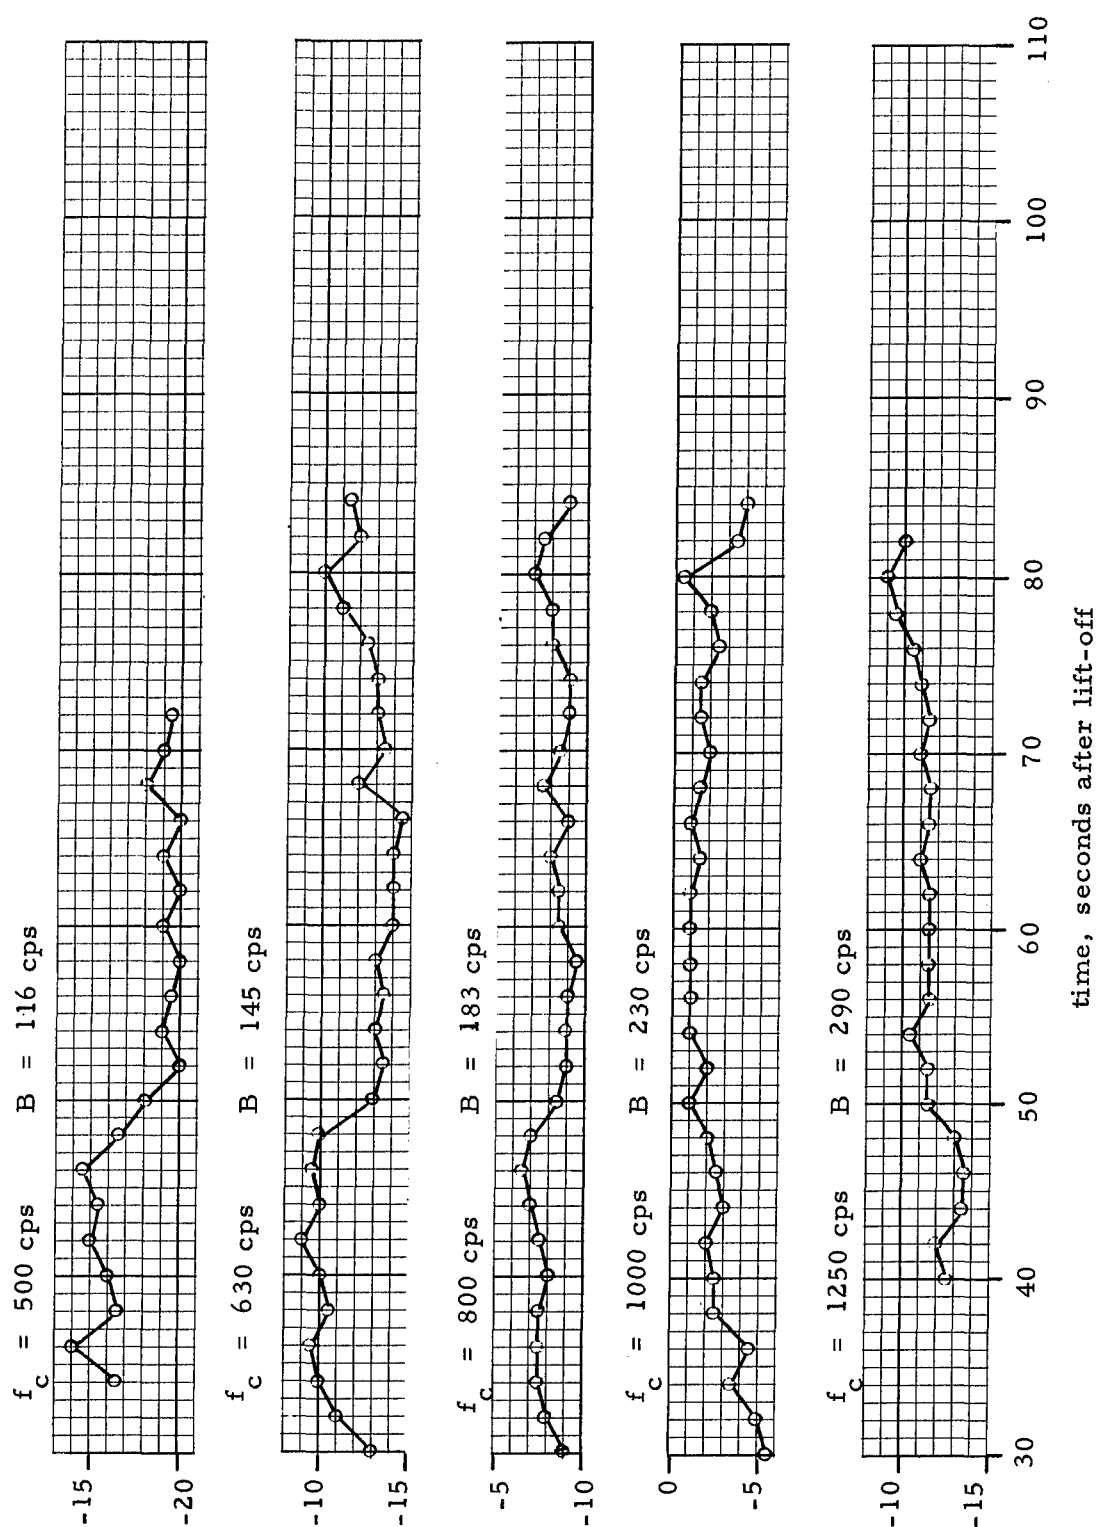 f_c = 500 cps B = 116 cps
-15
-20
f_c = 630 cps B = 145 cps
-10
-15
f_c = 800 cps B = 183 cps
-5
-10
f_c = 1000 cps B = 230 cps
0
-5
f_c = 1250 cps B = 290 cps
-10
-15
30 40 50 60 70 80 90 100 110
time, seconds after lift-off